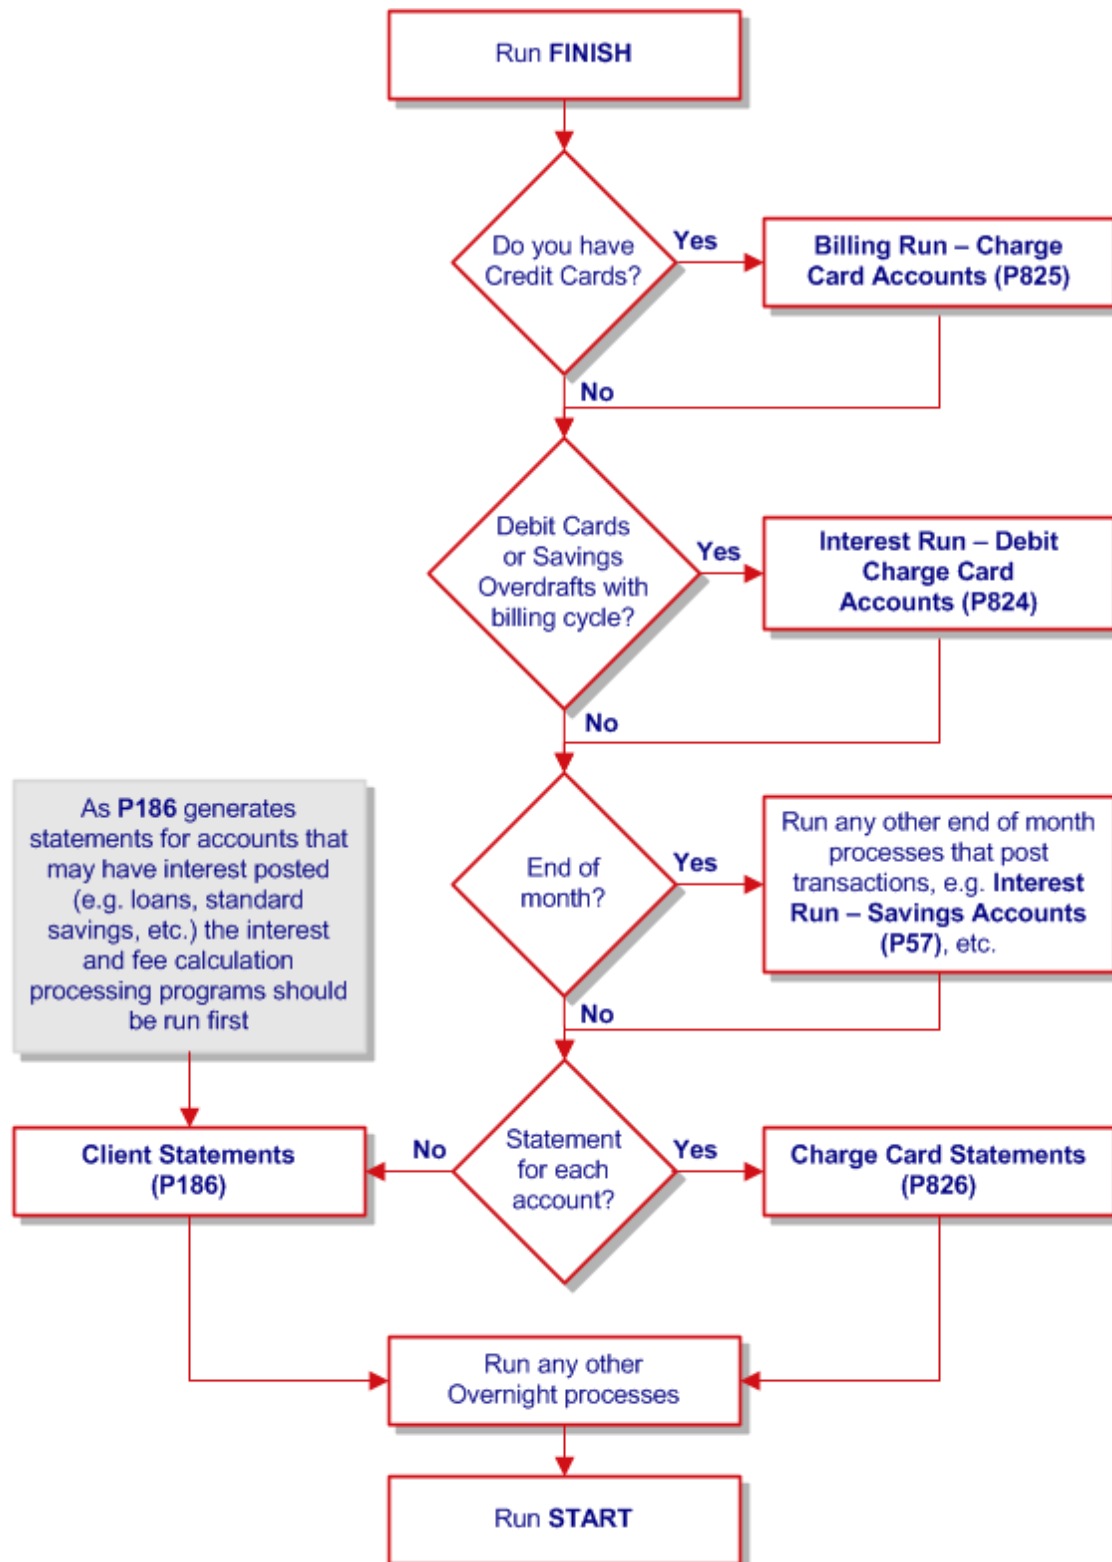 Run FINISH
Do you have
Credit Cards?
Yes
Billing Run – Charge
Card Accounts (P825)
No
Debit Cards
or Savings
Overdrafts with
billing cycle?
Yes
Interest Run – Debit
Charge Card
Accounts (P824)
No
As P186 generates
statements for accounts that
may have interest posted
(e.g. loans, standard
savings, etc.) the interest
and fee calculation
processing programs should
be run first
End of
month?
Yes
Run any other end of month
processes that post
transactions, e.g. Interest
Run – Savings Accounts
(P57), etc.
No
Client Statements
(P186)
No
Statement
for each
account?
Yes
Charge Card Statements
(P826)
Run any other
Overnight processes
Run START